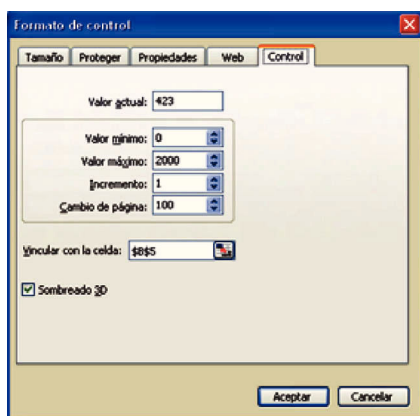 Formato de control
Tamaño Proteger Propiedades Web Control
Valor actual: 423
Valor mínimo: 0
Valor máximo: 2000
Incremento: 1
Cambio de página: 100
Vincular con la celda: $B$5
Sombreado 3D
Aceptar Cancelar